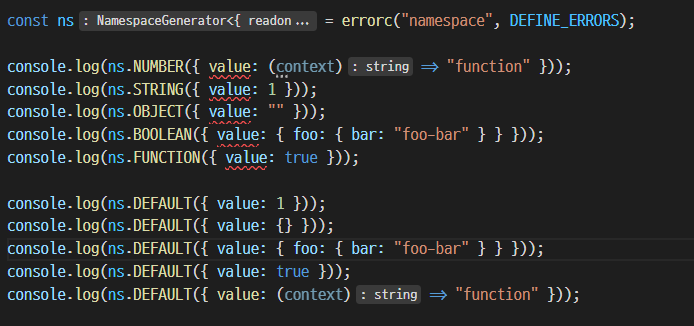 const ns : NamespaceGenerator<{ readon... = errorc("namespace", DEFINE_ERRORS);
console.log(ns.NUMBER({ value: (context) : string => "function" }));
console.log(ns.STRING({ value: 1 }));
console.log(ns.OBJECT({ value: "" }));
console.log(ns.BOOLEAN({ value: { foo: { bar: "foo-bar" } } }));
console.log(ns.FUNCTION({ value: true }));
console.log(ns.DEFAULT({ value: 1 }));
console.log(ns.DEFAULT({ value: {} }));
console.log(ns.DEFAULT({ value: { foo: { bar: "foo-bar" } } }));
console.log(ns.DEFAULT({ value: true }));
console.log(ns.DEFAULT({ value: (context) : string => "function" }));